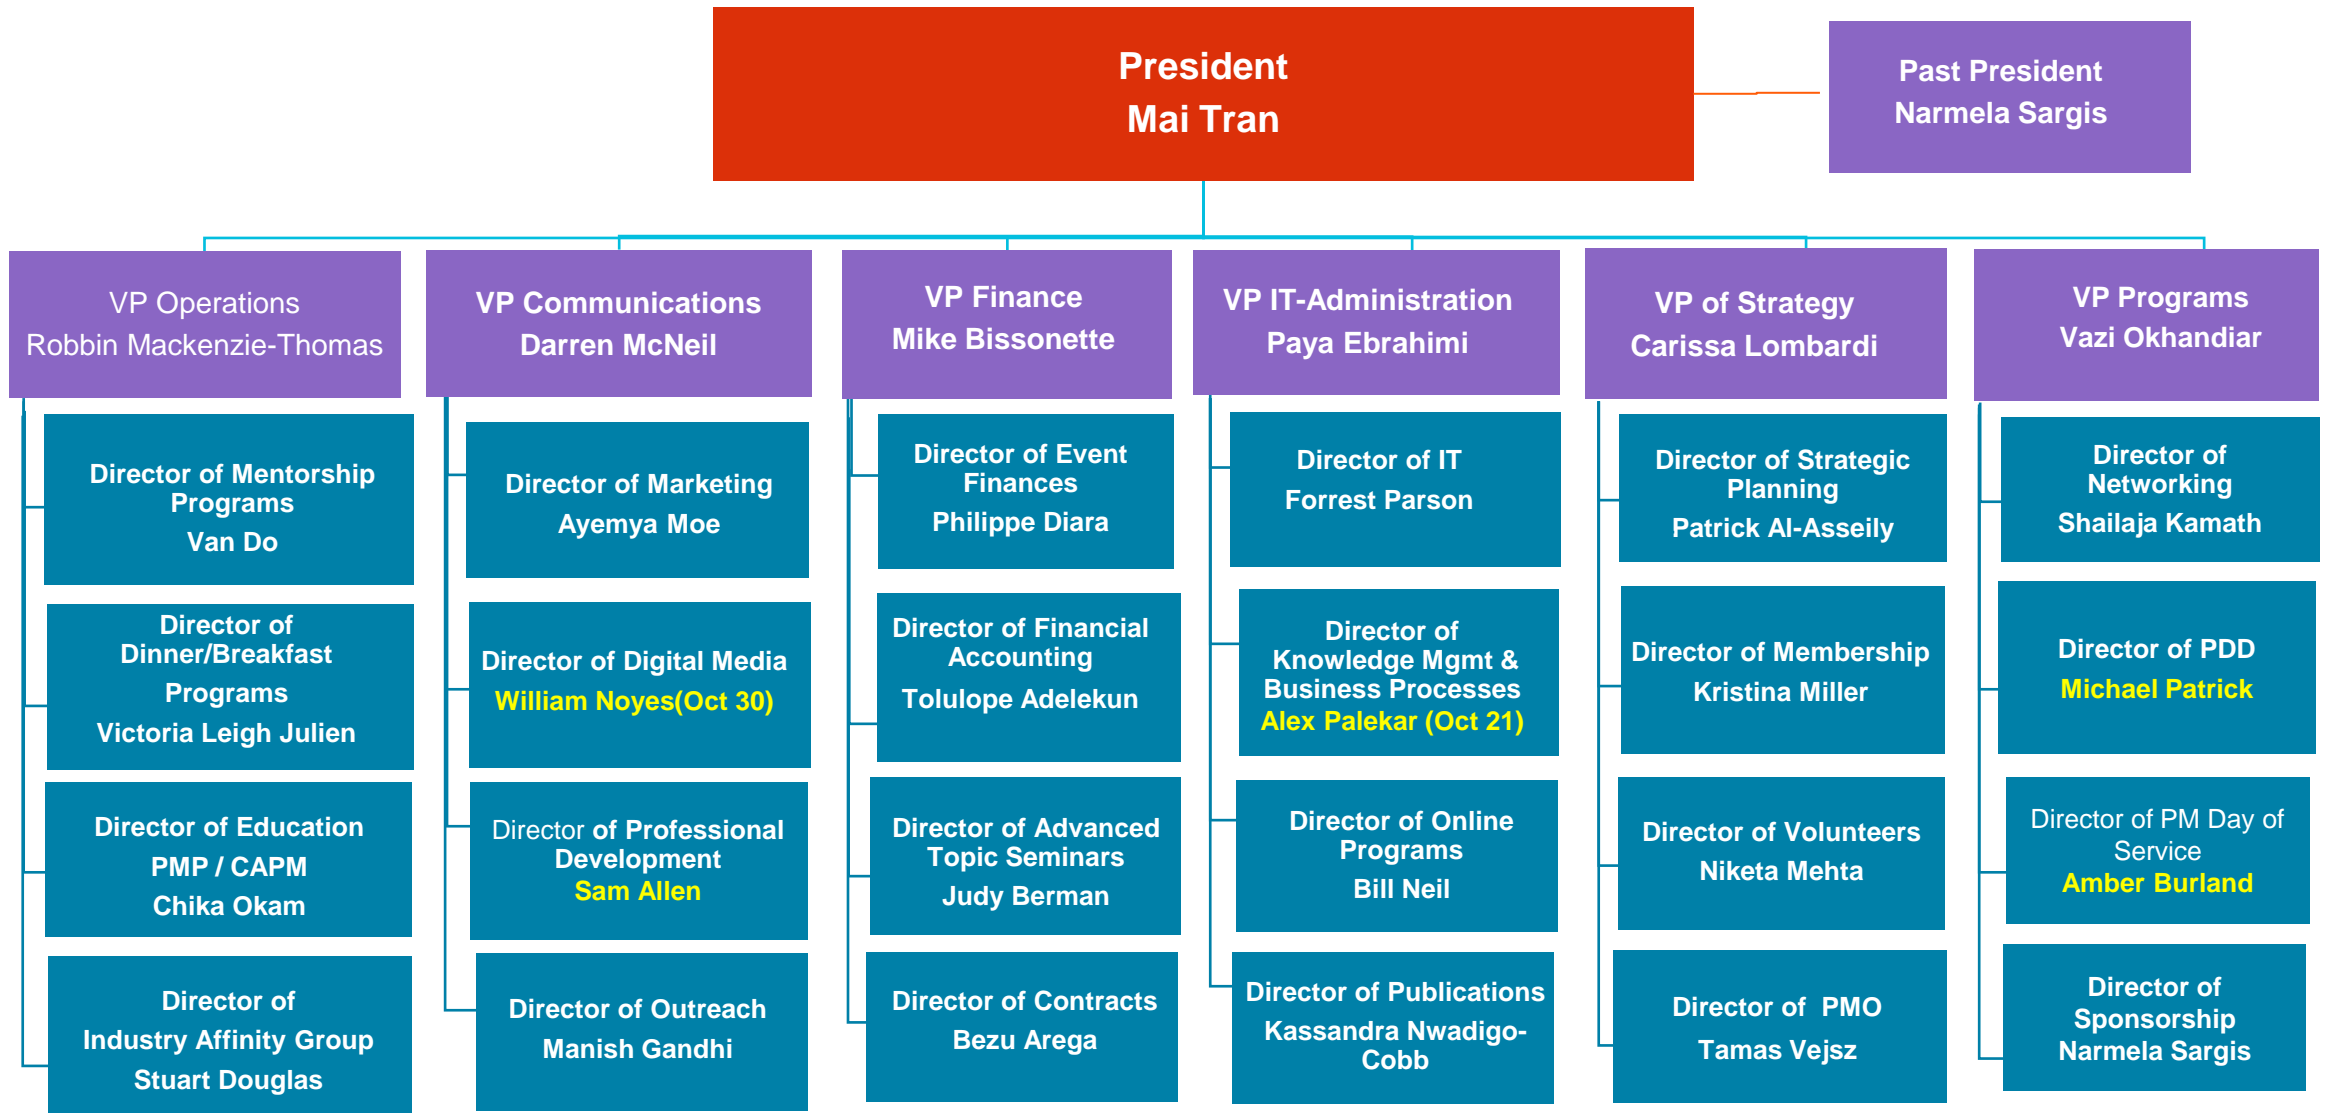 President
Mai Tran
Past President
Narmela Sargis
VP Operations
Robbin Mackenzie-Thomas
VP Communications
Darren McNeil
VP Finance
Mike Bissonette
VP IT-Administration
Paya Ebrahimi
VP of Strategy
Carissa Lombardi
VP Programs
Vazi Okhandiar
Director of Mentorship
Programs
Van Do
Director of
Dinner/Breakfast
Programs
Victoria Leigh Julien
Director of Education
PMP / CAPM
Chika Okam
Director of
Industry Affinity Group
Stuart Douglas
Director of Marketing
Ayemya Moe
Director of Digital Media
William Noyes(Oct 30)
Director of Professional
Development
Sam Allen
Director of Outreach
Manish Gandhi
Director of Event
Finances
Philippe Diara
Director of Financial
Accounting
Tolulope Adelekun
Director of Advanced
Topic Seminars
Judy Berman
Director of Contracts
Bezu Arega
Director of IT
Forrest Parson
Director of
Knowledge Mgmt &
Business Processes
Alex Palekar (Oct 21)
Director of Online
Programs
Bill Neil
Director of Publications
Kassandra Nwadigo-
Cobb
Director of Strategic
Planning
Patrick Al-Asseily
Director of Membership
Kristina Miller
Director of Volunteers
Niketa Mehta
Director of PMO
Tamas Vejsz
Director of
Networking
Shailaja Kamath
Director of PDD
Michael Patrick
Director of PM Day of
Service
Amber Burland
Director of
Sponsorship
Narmela Sargis